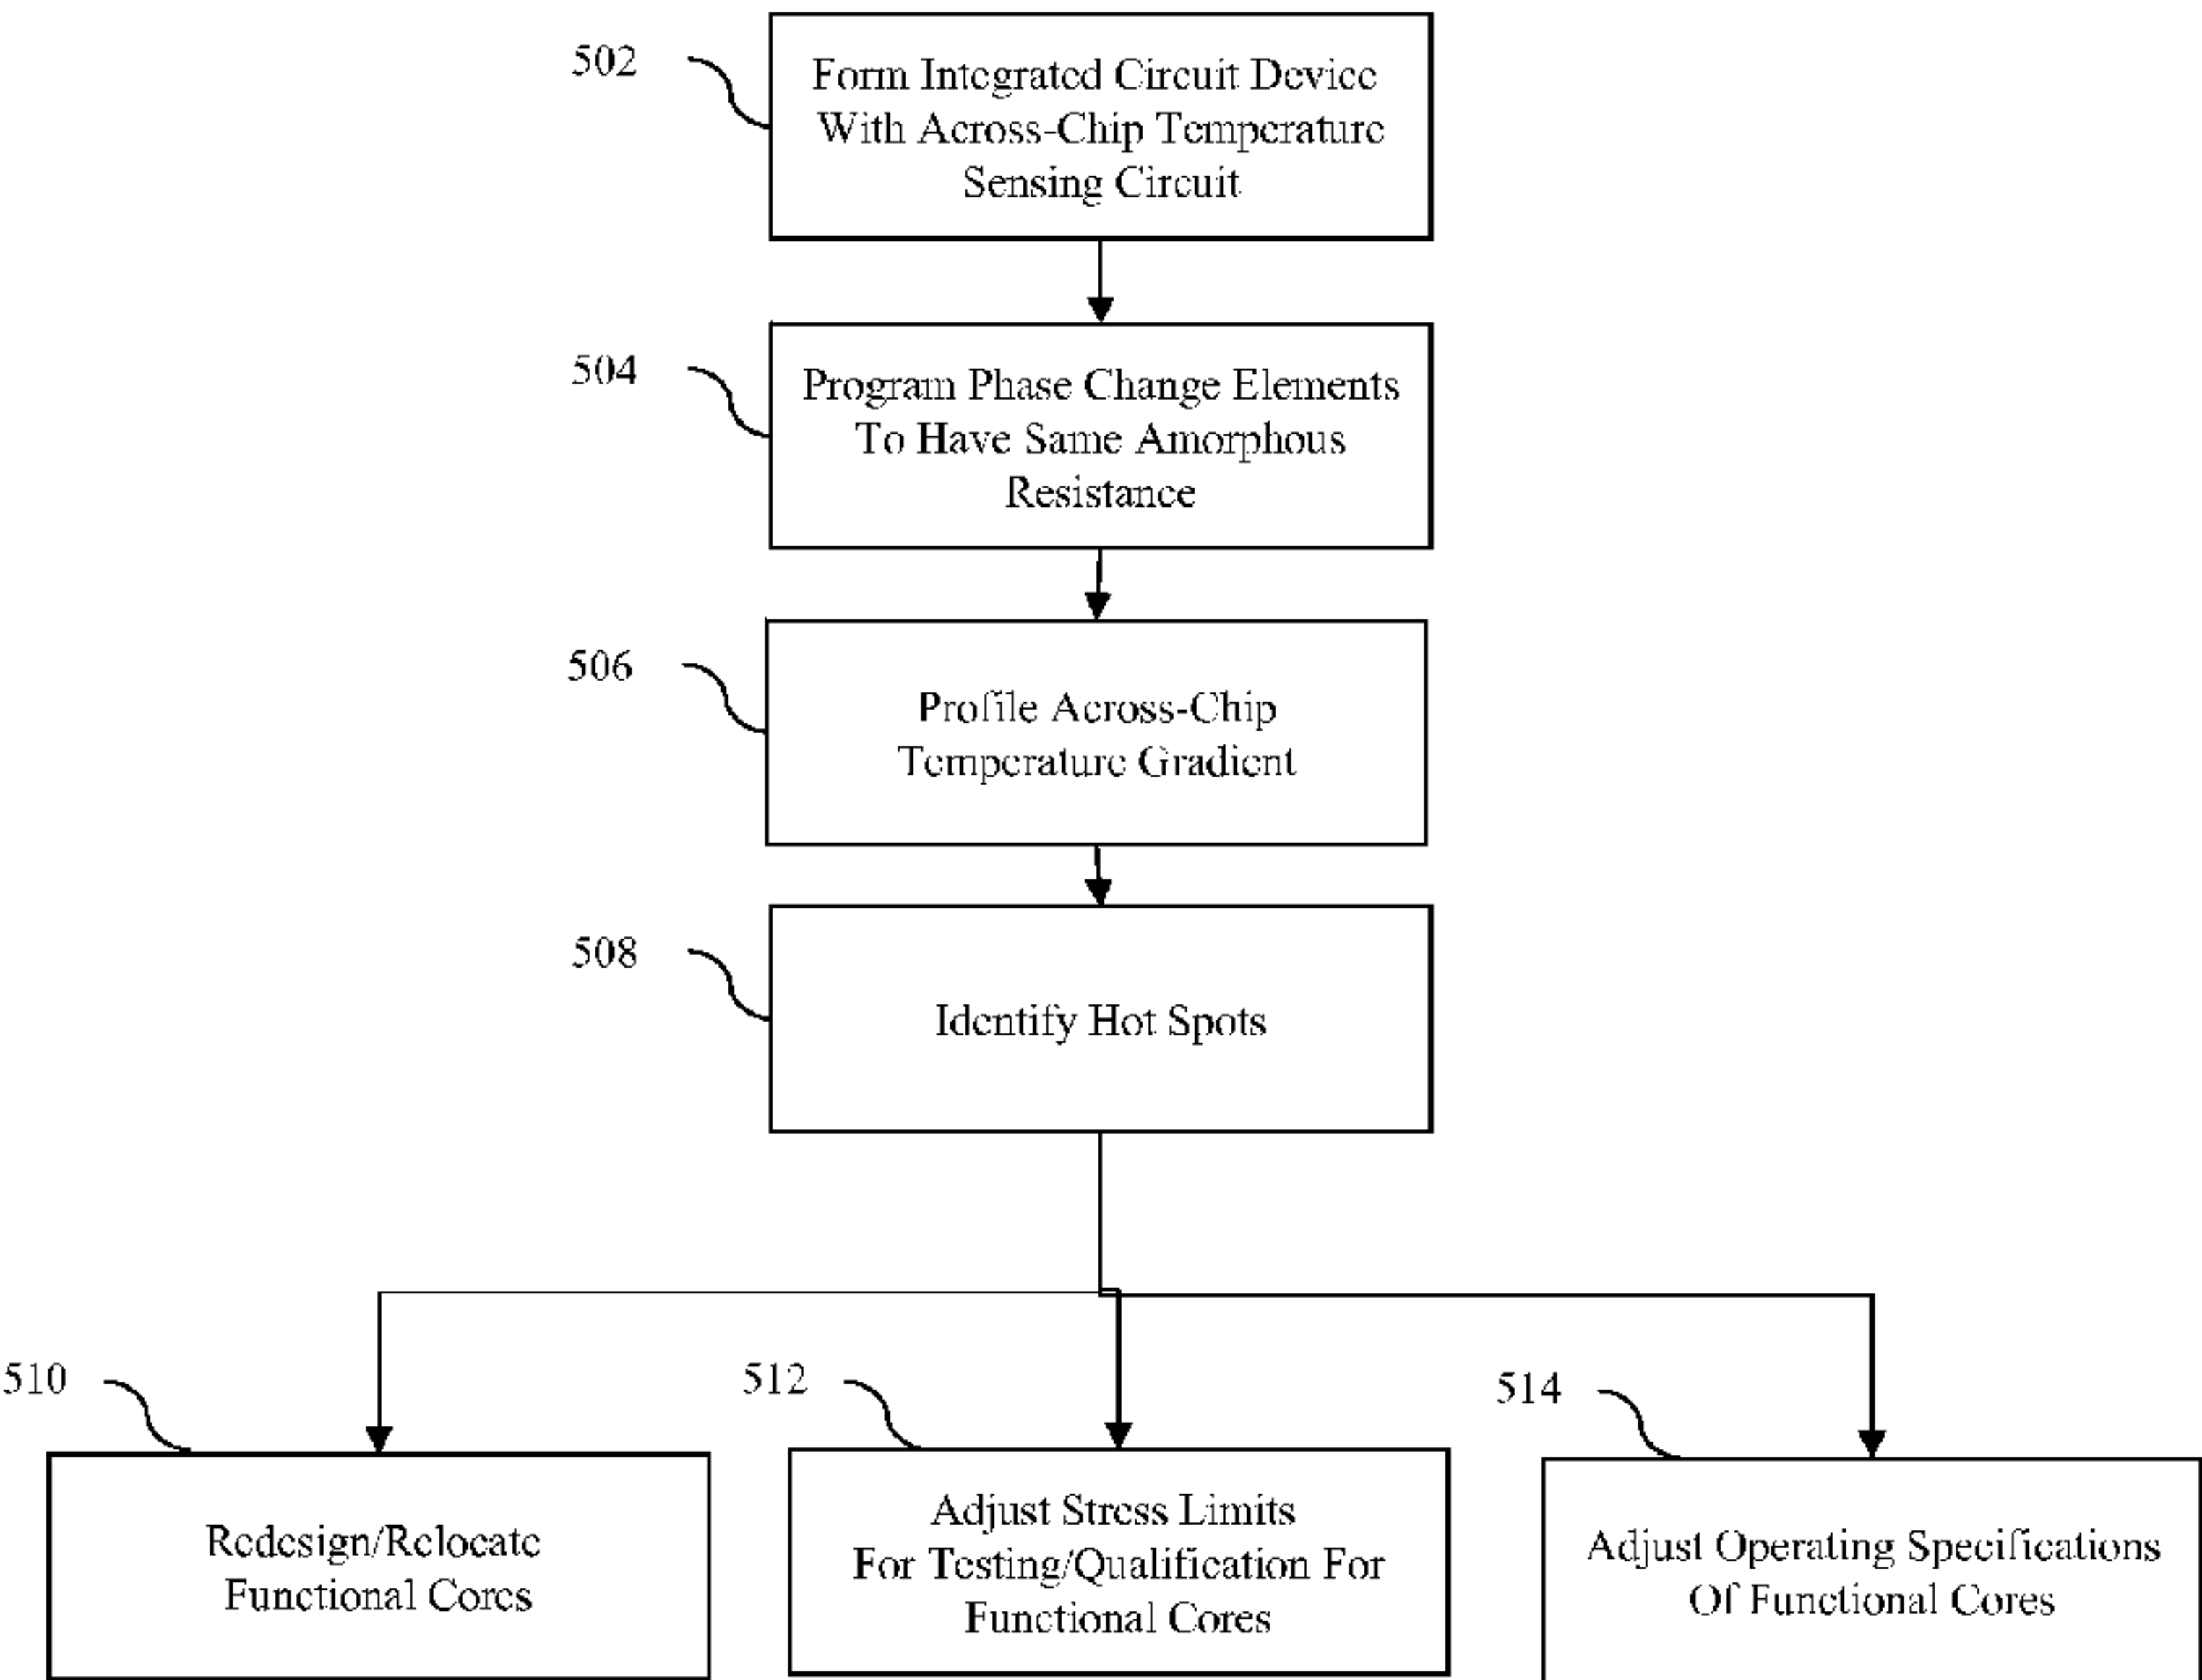 502
Form Integrated Circuit Device
With Across-Chip Temperature
Sensing Circuit
504
Program Phase Change Elements
To Have Same Amorphous
Resistance
506
Profile Across-Chip
Temperature Gradient
508
Identify Hot Spots
510
Redesign/Relocate
Functional Cores
512
Adjust Stress Limits
For Testing/Qualification For
Functional Cores
514
Adjust Operating Specifications
Of Functional Cores